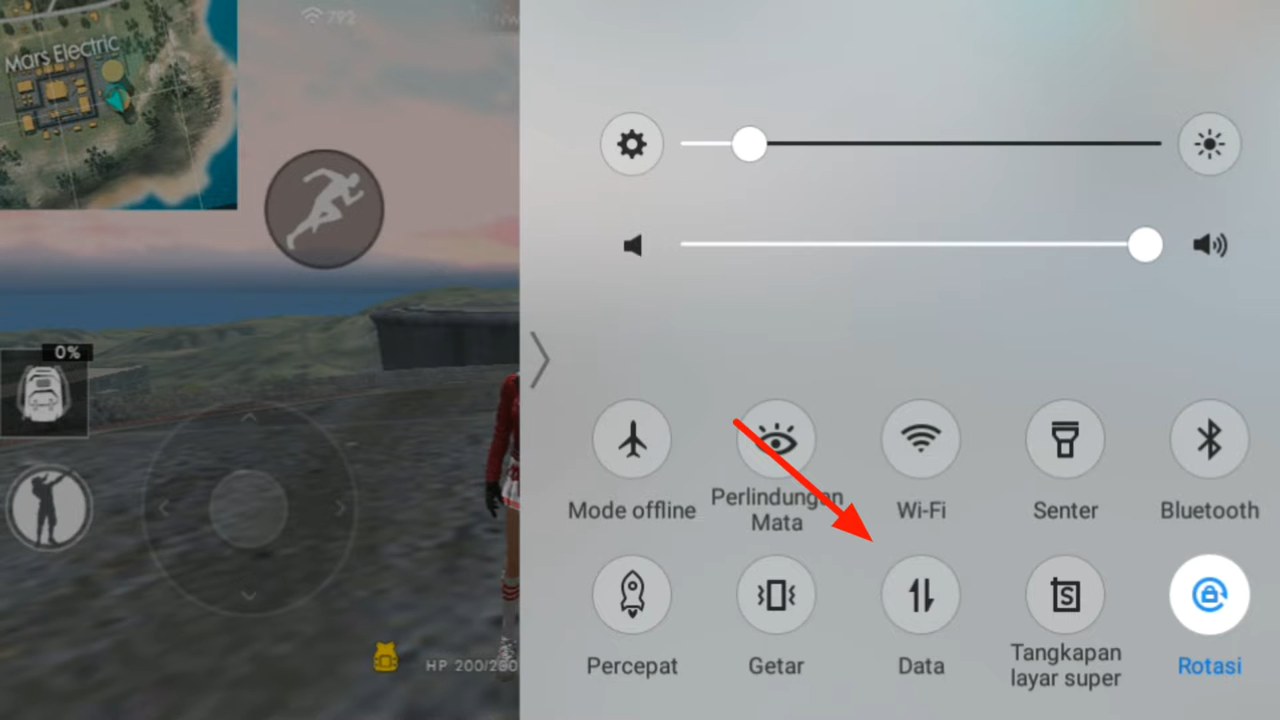 Mars Electric
792
NW
0%
HP 200/200
Mode offline
Perlindungan
Mata
Wi-Fi
Senter
Bluetooth
Percepat
Getar
Data
S
Tangkapan
layar super
Rotasi